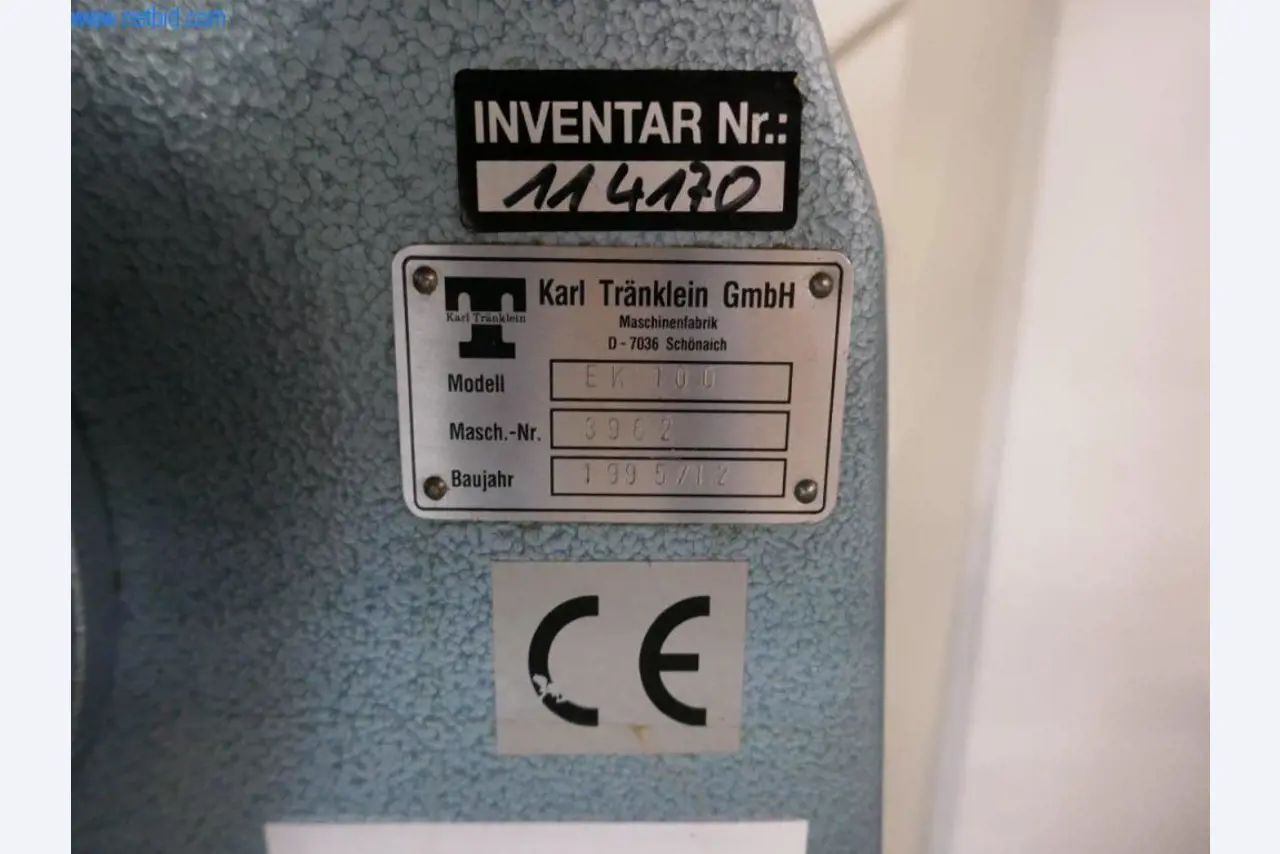 www.netbid.com
INVENTAR Nr.:
114170
Karl Tränklein GmbH
Karl Tränklein
Maschinenfabrik
D - 7036 Schönaich
Modell EK 100
Masch.-Nr. 3962
Baujahr 1995/12
CE